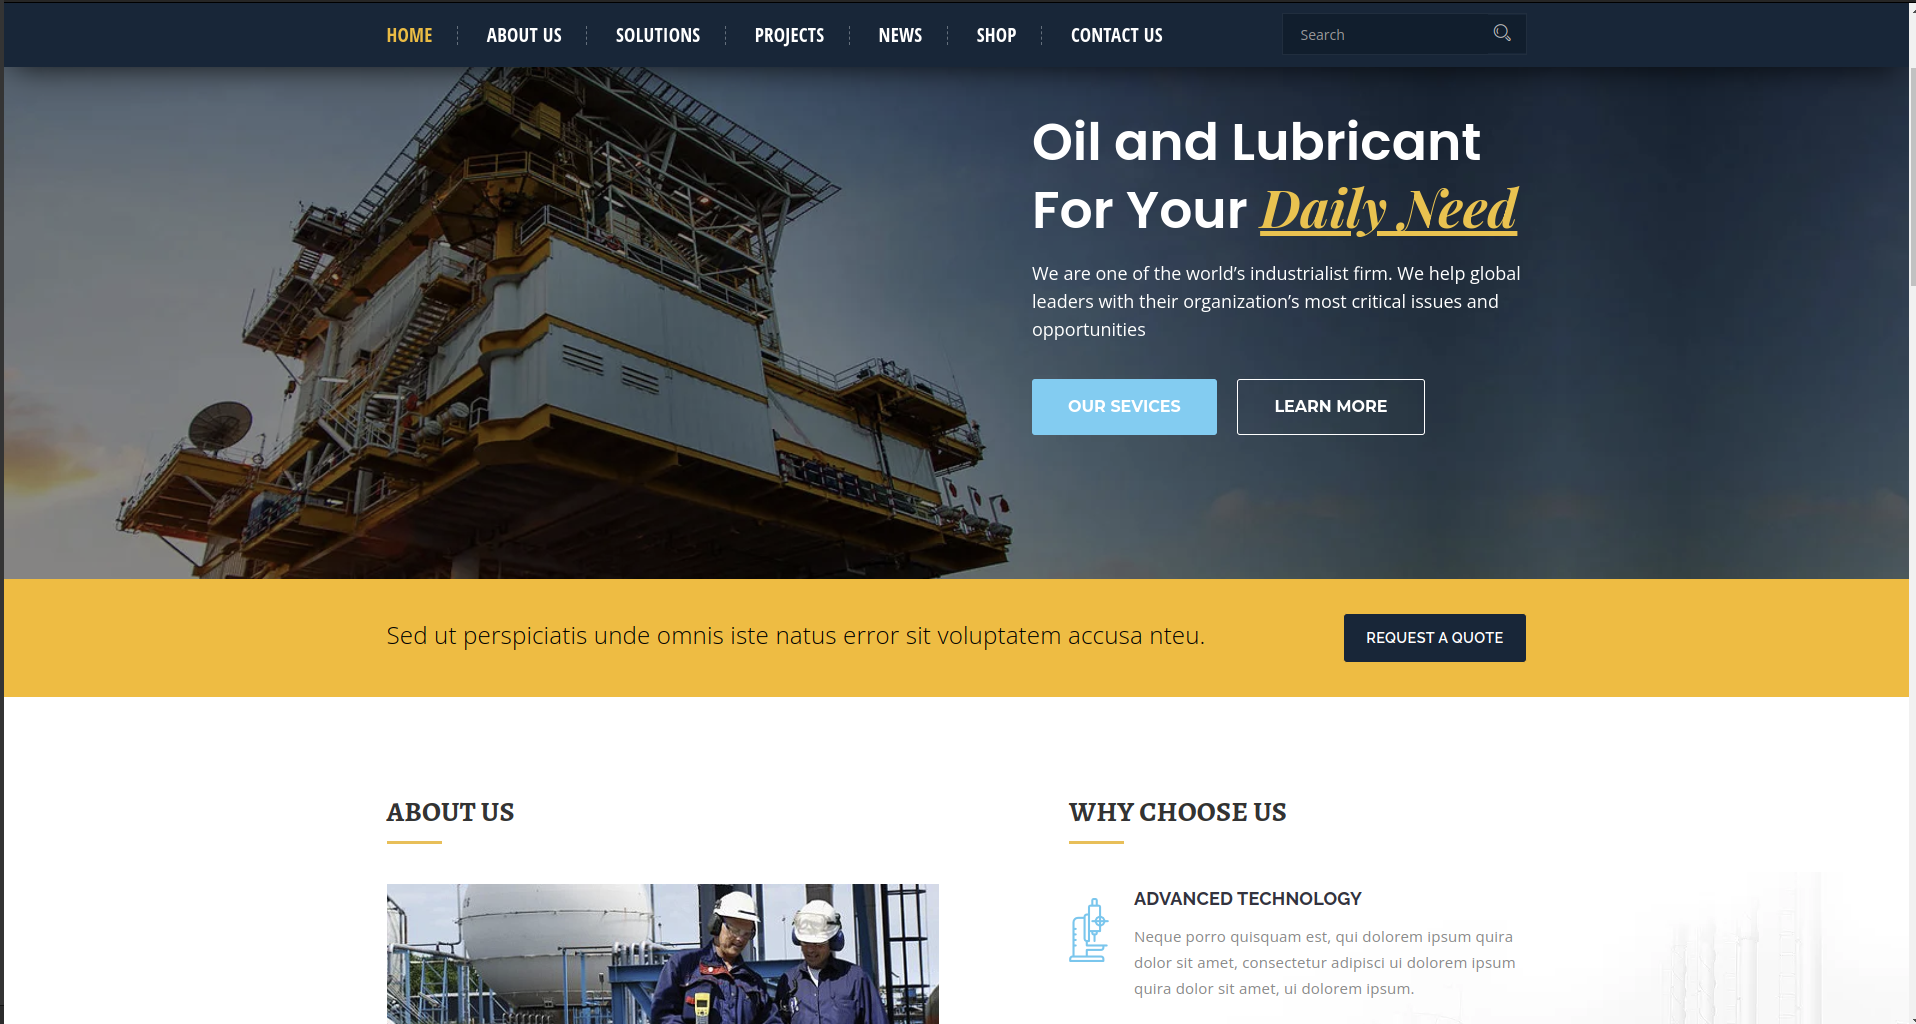 HOME ABOUT US SOLUTIONS PROJECTS NEWS SHOP CONTACT US Search
Oil and Lubricant
For Your Daily Need
We are one of the world’s industrialist firm. We help global
leaders with their organization’s most critical issues and
opportunities
OUR SEVICES LEARN MORE
Sed ut perspiciatis unde omnis iste natus error sit voluptatem accusa nteu. REQUEST A QUOTE
ABOUT US
WHY CHOOSE US
ADVANCED TECHNOLOGY
Neque porro quisquam est, qui dolorem ipsum quira
dolor sit amet, consectetur adipisci ui dolorem ipsum
quira dolor sit amet, ui dolorem ipsum.